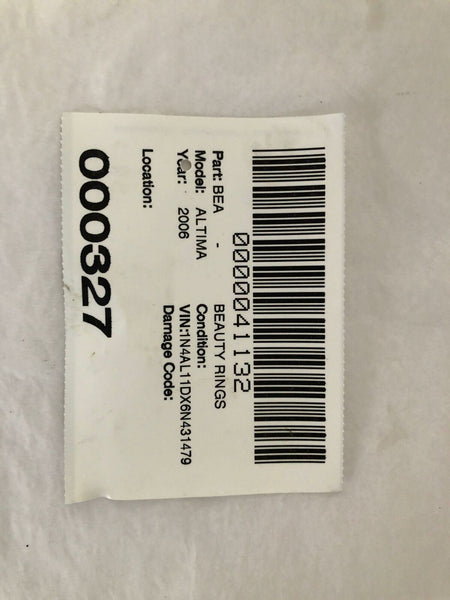 0000041132
Part: BEA - BEAUTY RINGS
Model: ALTIMA Condition:
Year: 2006 VIN:1N4AL11DX6N431479
Damage Code:
Location:
000327